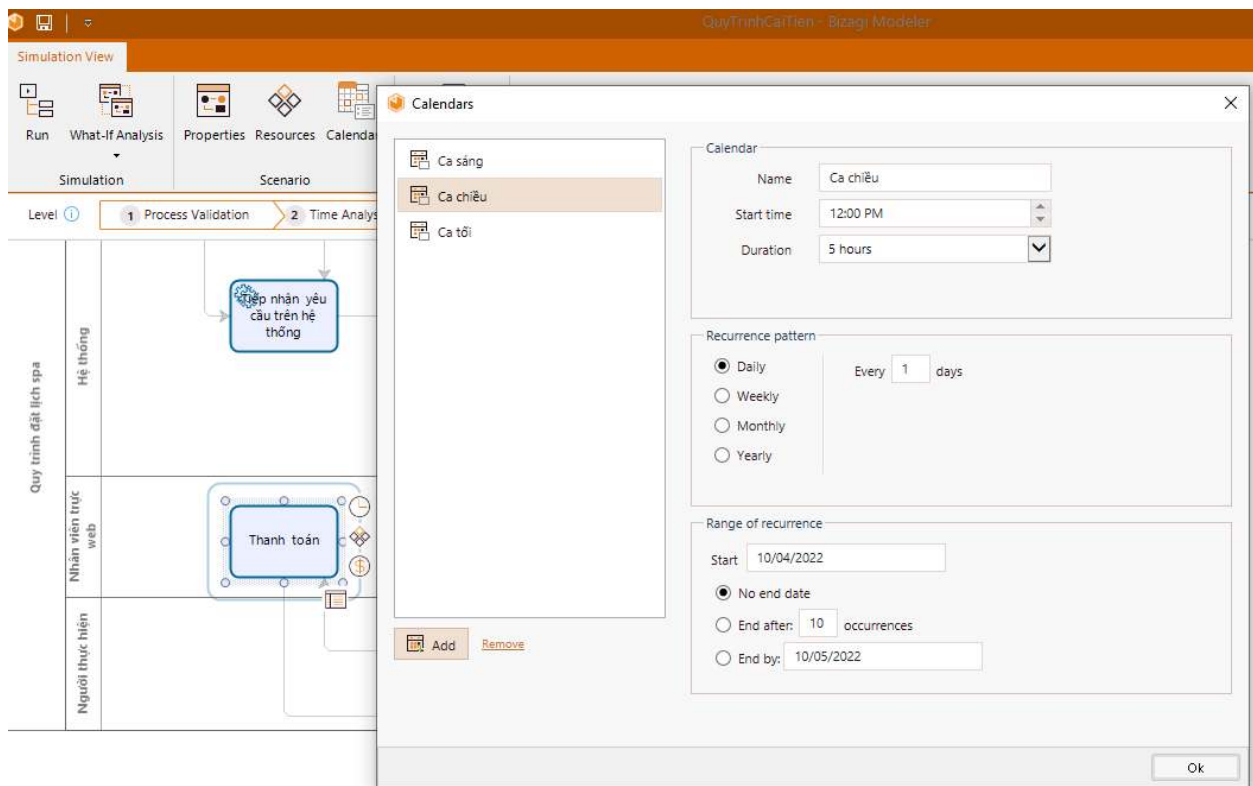 QuyTrinhCaiTien - Bizagi Modeler
Simulation View
Run What-If Analysis Properties Resources Calenda
Simulation Scenario
Level 1 Process Validation 2 Time Analys
Quy trình đặt lịch spa
Hệ thống
Tiếp nhận yêu
cầu trên hệ
thống
Nhân viên trực
web
Thanh toán
Người thực hiện
Calendars
Ca sáng
Ca chiều
Ca tối
Add Remove
Calendar
Name Ca chiều
Start time 12:00 PM
Duration 5 hours
Recurrence pattern
Daily Every 1 days
Weekly
Monthly
Yearly
Range of recurrence
Start 10/04/2022
No end date
End after: 10 occurrences
End by: 10/05/2022
Ok